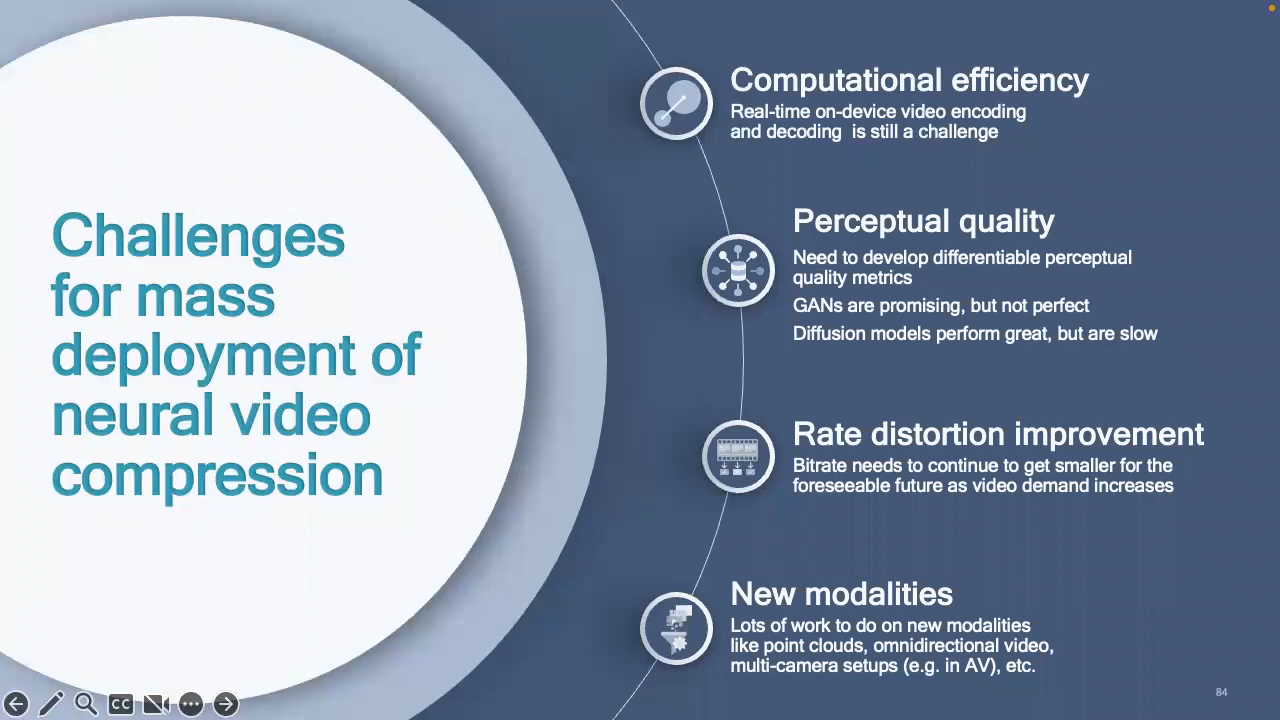 Challenges
for mass
deployment of
neural video
compression
Computational efficiency
Real-time on-device video encoding
and decoding  is still a challenge
Perceptual quality
Need to develop differentiable perceptual
quality metrics
GANs are promising, but not perfect
Diffusion models perform great, but are slow
Rate distortion improvement
Bitrate needs to continue to get smaller for the
foreseeable future as video demand increases
New modalities
Lots of work to do on new modalities
like point clouds, omnidirectional video,
multi-camera setups (e.g. in AV), etc.
84
CC